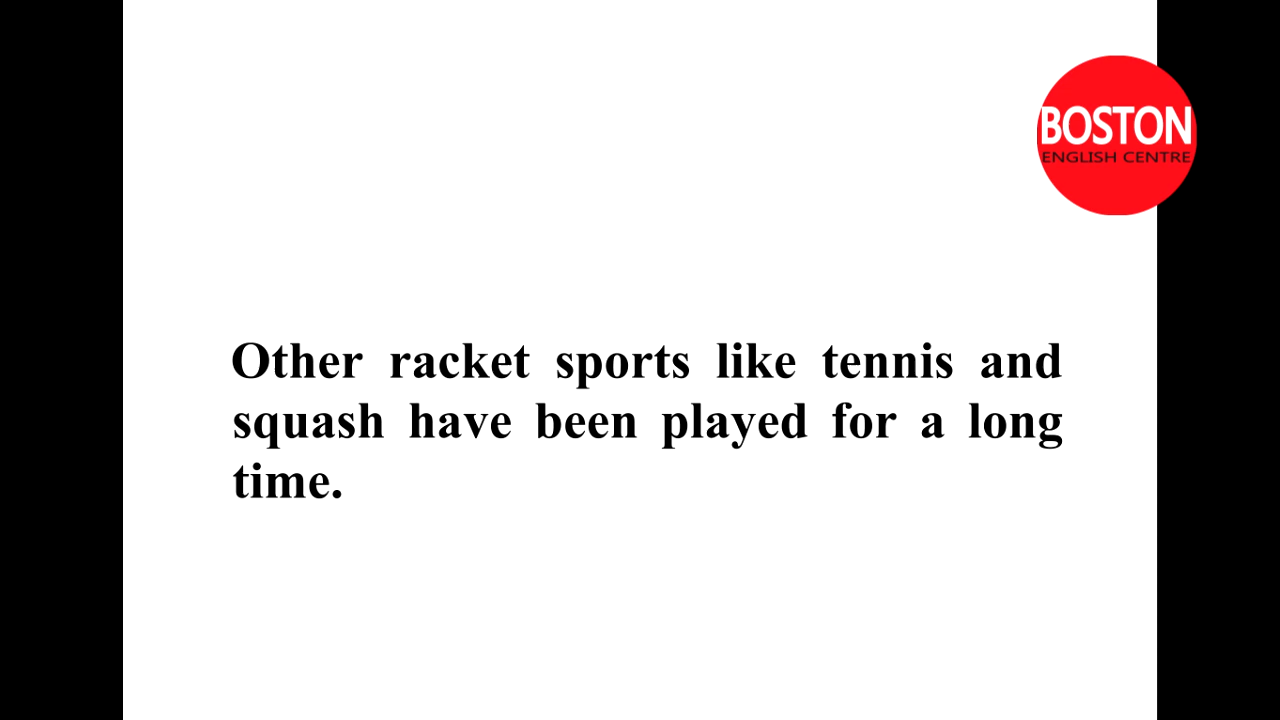 BOSTON
ENGLISH CENTRE
Other racket sports like tennis and
squash have been played for a long
time.